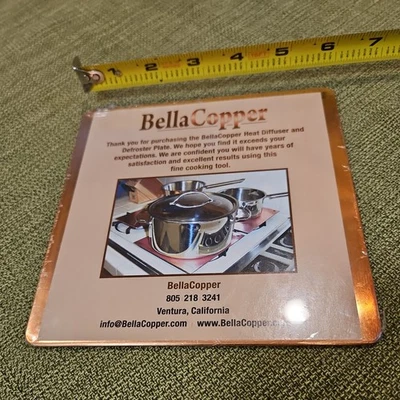 1 2 3 4 5 6 7
BellaCopper
Thank you for purchasing the BellaCopper Heat Diffuser and
Defroster Plate. We hope you find it exceeds your
expectations. We are confident you will have years of
satisfaction and excellent results using this
fine cooking tool.
BellaCopper
805 218 3241
Ventura, California
info@BellaCopper.com www.BellaCopper.